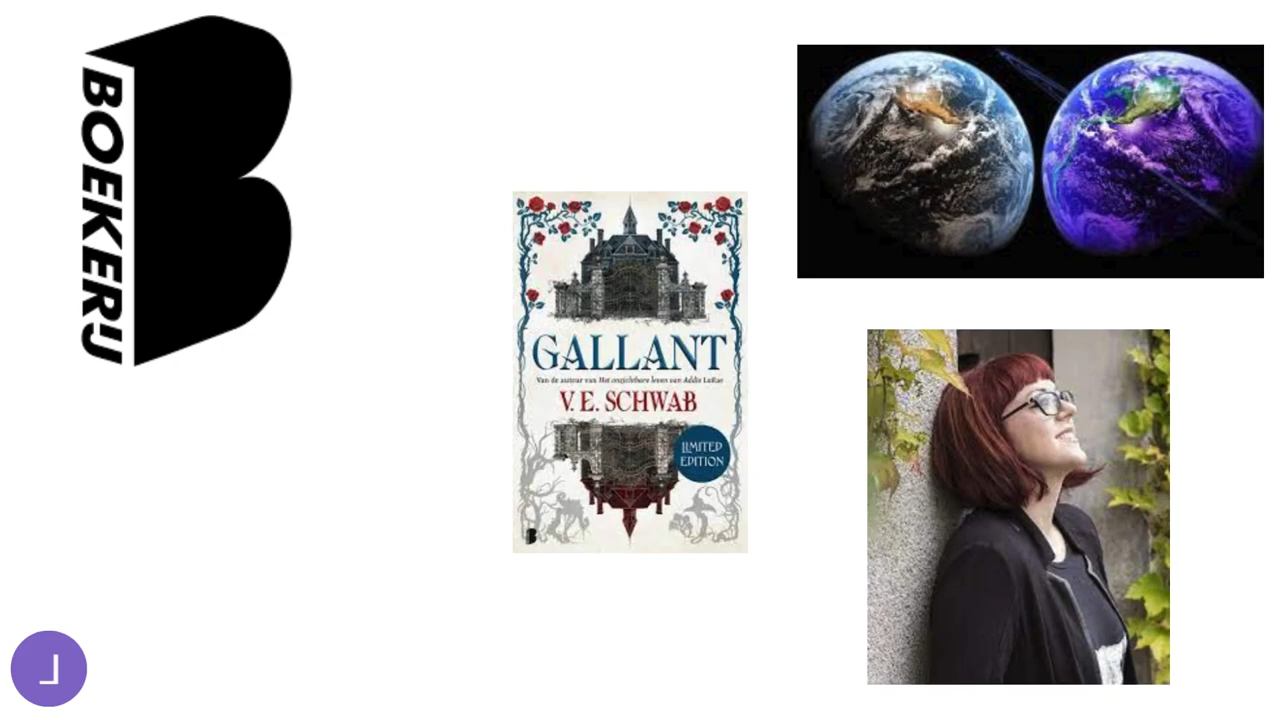 BOEKERIJ
GALLANT
Van de auteur van Het onzichtbare leven van Addie LaRue
V. E. SCHWAB
LIMITED
EDITION